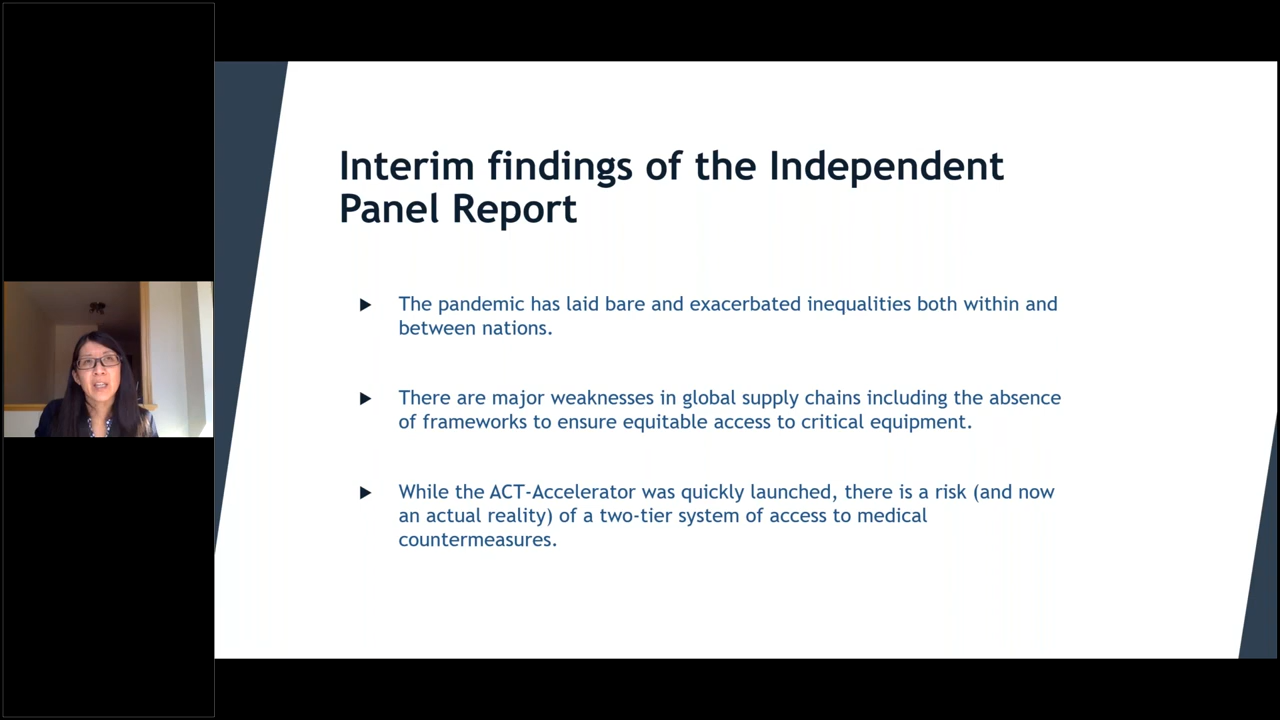 Interim findings of the Independent
Panel Report
The pandemic has laid bare and exacerbated inequalities both within and
between nations.
There are major weaknesses in global supply chains including the absence
of frameworks to ensure equitable access to critical equipment.
While the ACT-Accelerator was quickly launched, there is a risk (and now
an actual reality) of a two-tier system of access to medical
countermeasures.